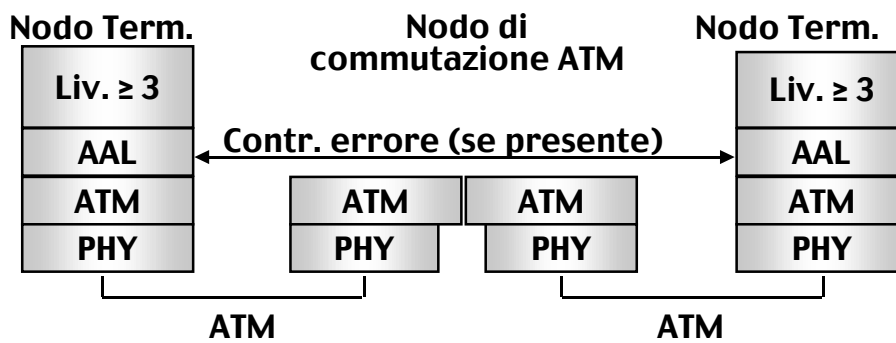 Nodo Term.
Nodo di
commutazione ATM
Nodo Term.
Liv. ≥ 3
Liv. ≥ 3
AAL
Contr. errore (se presente)
AAL
ATM
ATM
ATM
ATM
PHY
PHY
PHY
PHY
ATM
ATM